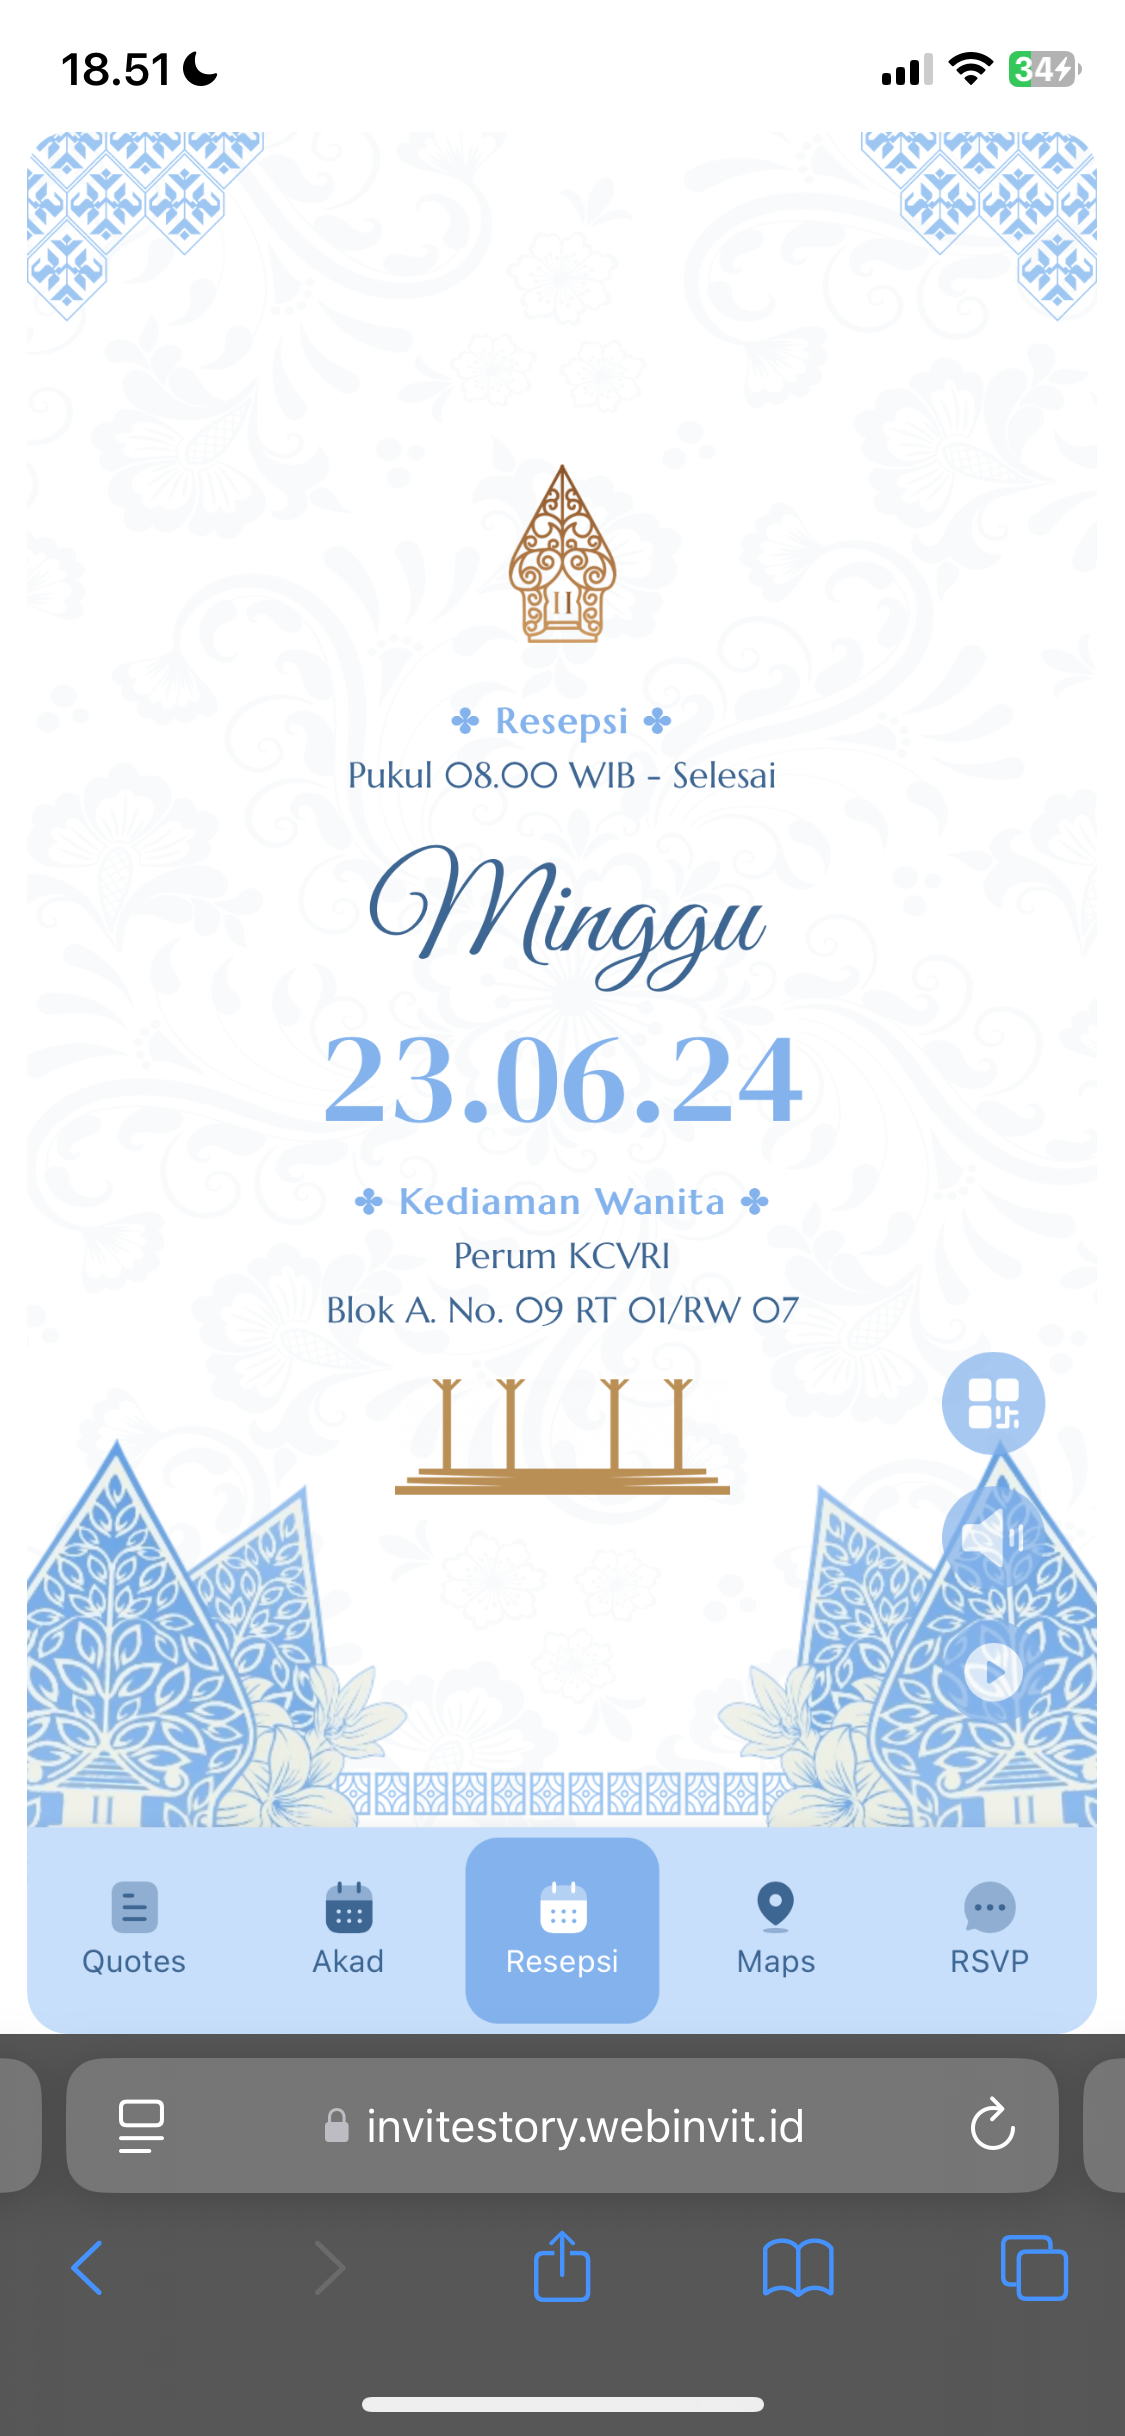 18.51
34
Resepsi
Pukul 08.00 WIB - Selesai
Minggu
23.06.24
Kediaman Wanita
Perum KCVRI
Blok A. No. 09 RT 01/RW 07
Quotes
Akad
Resepsi
Maps
RSVP
invitestory.webinvit.id